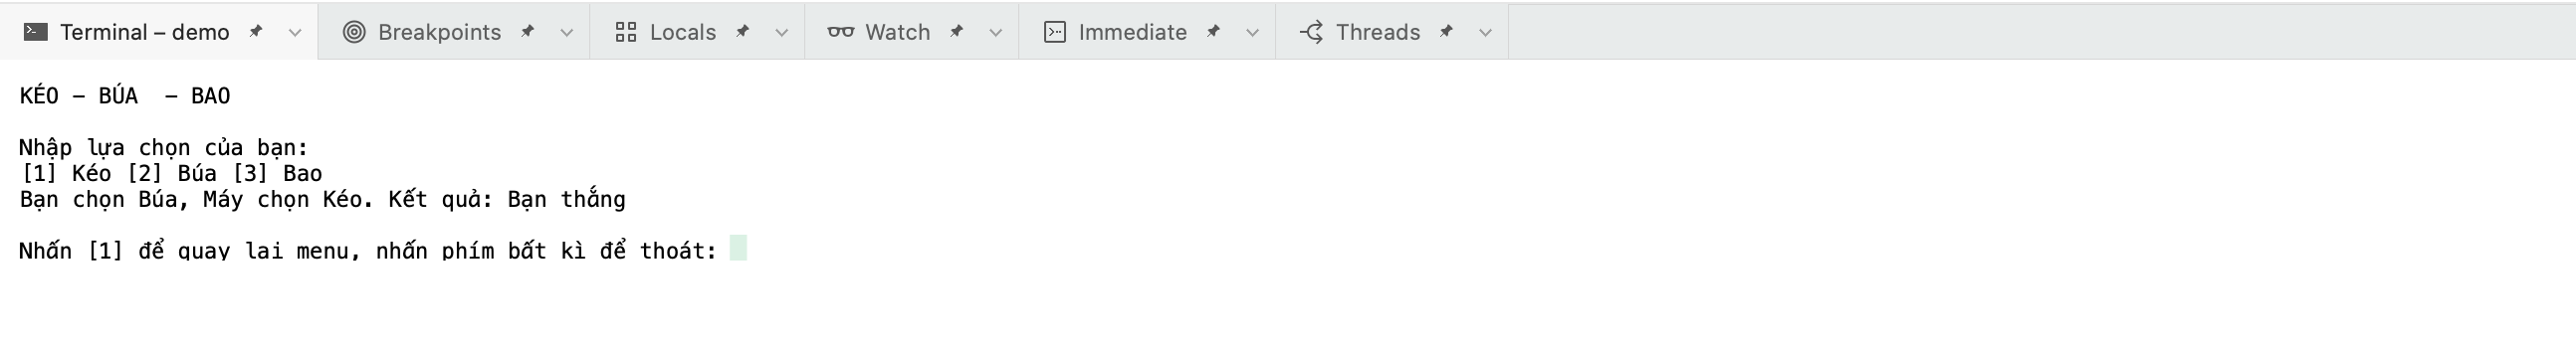 Terminal – demo Breakpoints Locals Watch Immediate Threads
KÉO – BÚA – BAO
Nhập lựa chọn của bạn:
[1] Kéo [2] Búa [3] Bao
Bạn chọn Búa, Máy chọn Kéo. Kết quả: Bạn thắng
Nhấn [1] để quay lại menu, nhấn phím bất kì để thoát: